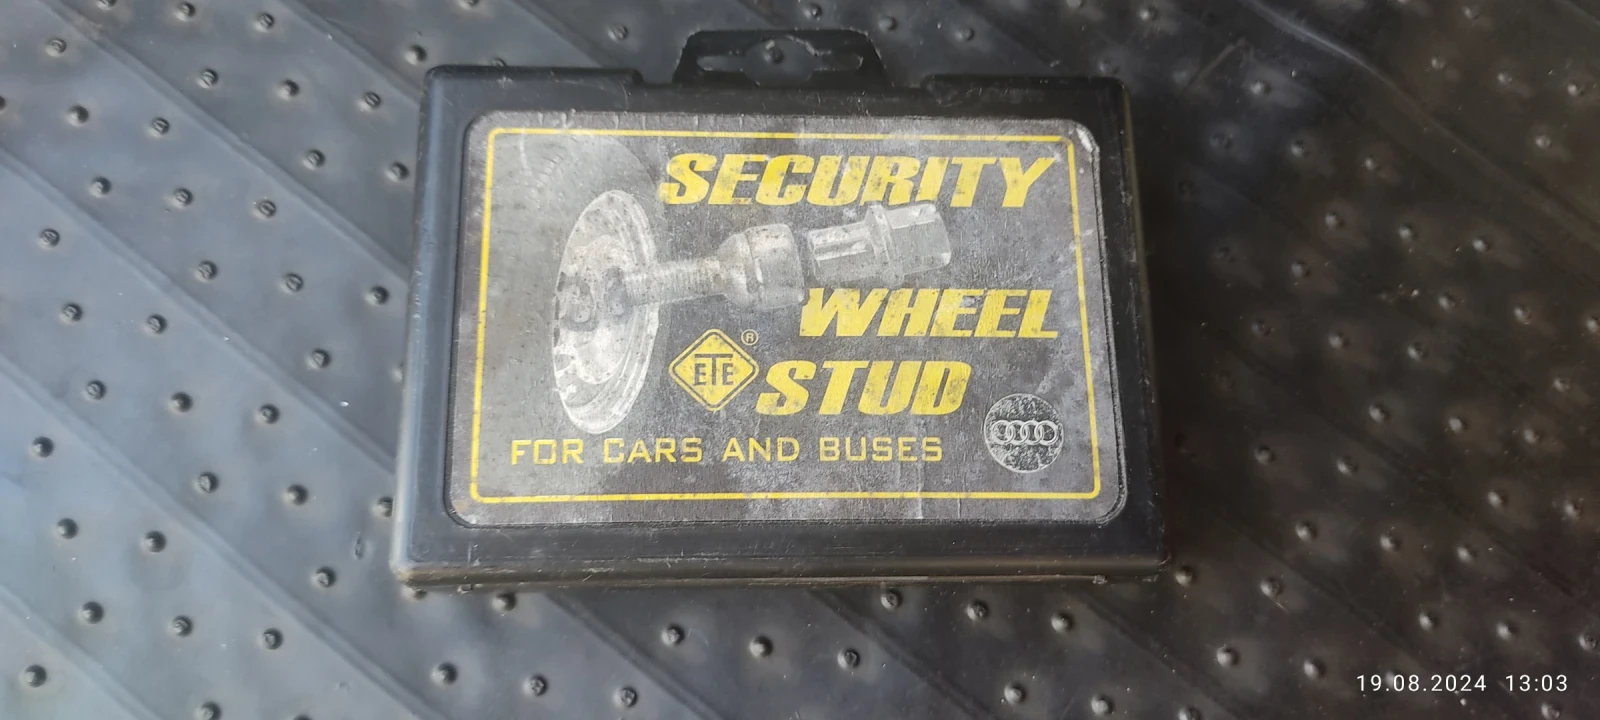 SECURITY
WHEEL
ETE® STUD
FOR CARS AND BUSES
19.08.2024 13:03